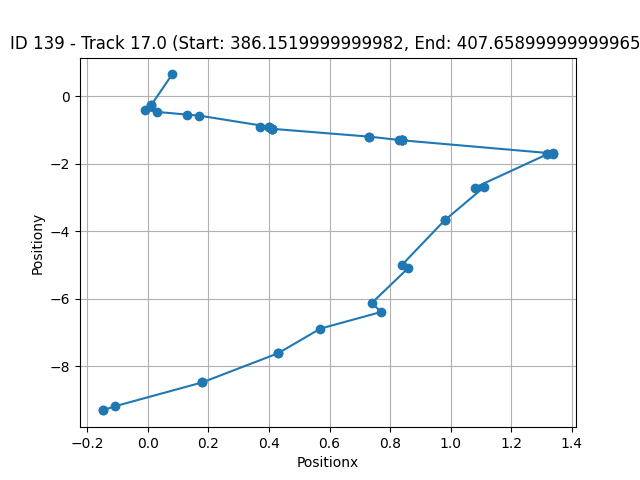 ID 139 - Track 17.0 (Start: 386.1519999999982, End: 407.65899999999965
0
−2
−4
−6
−8
Positiony
−0.2 0.0 0.2 0.4 0.6 0.8 1.0 1.2 1.4
Positionx